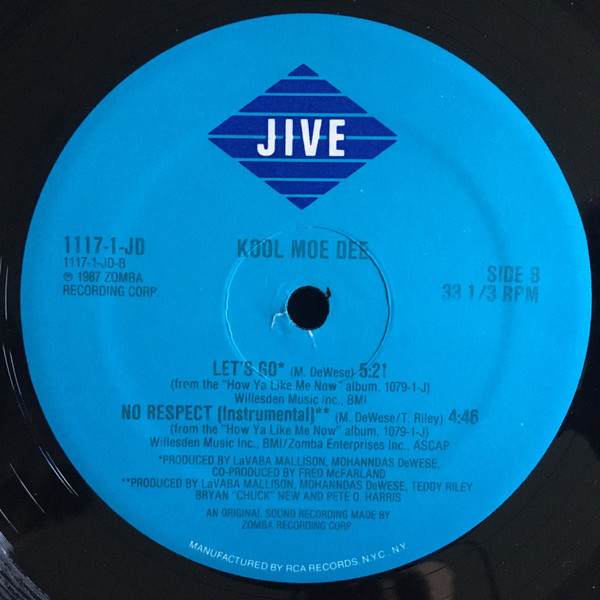 JIVE
1117-1-JD
1117-1-JD-B
℗ 1987 ZOMBA
RECORDING CORP.
KOOL MOE DEE
SIDE B
33 1/3 RPM
LET'S GO* (M. DeWese) 5:21
(from the "How Ya Like Me Now" album, 1079-1-J)
Willesden Music Inc., BMI
NO RESPECT (Instrumental)** (M. DeWese/T. Riley) 4:46
(from the "How Ya Like Me Now" album, 1079-1-J)
Willesden Music Inc., BMI/Zomba Enterprises Inc., ASCAP
*PRODUCED BY LaVABA MALLISON, MOHANNDAS DeWESE,
CO-PRODUCED BY FRED McFARLAND
**PRODUCED BY LaVABA MALLISON, MOHANNDAS DeWESE, TEDDY RILEY
BRYAN "CHUCK" NEW AND PETE Q. HARRIS
AN ORIGINAL SOUND RECORDING MADE BY
ZOMBA RECORDING CORP
MANUFACTURED BY RCA RECORDS, N.Y.C., N.Y.